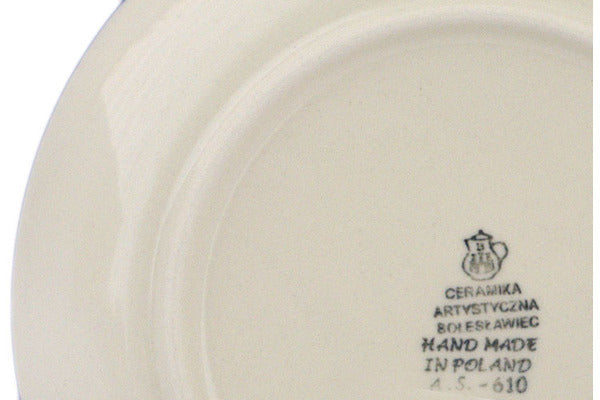 CERAMIKA
ARTYSTYCZNA
BOLESŁAWIEC
HAND MADE
IN POLAND
A.S.-610